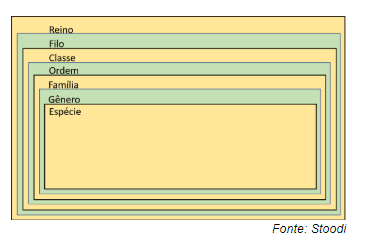 Reino
Filo
Classe
Ordem
Família
Gênero
Espécie
Fonte: Stoodi